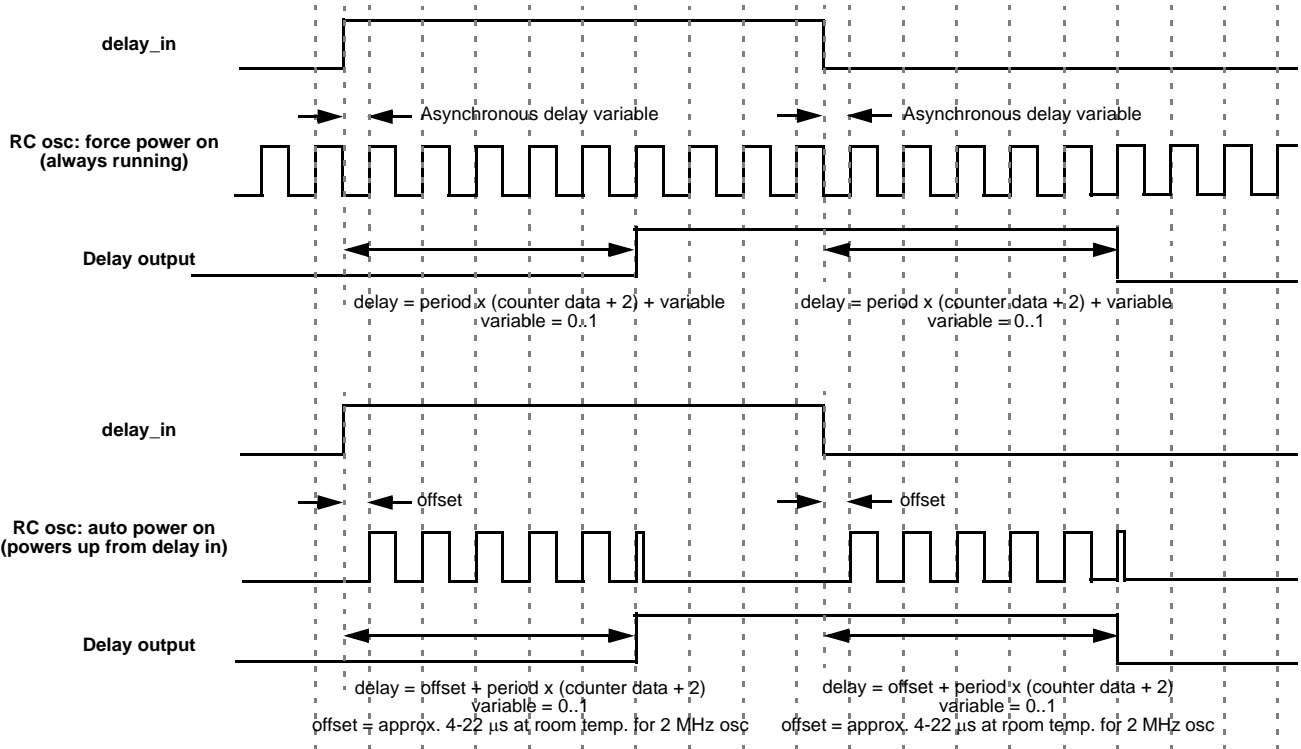 delay_in
Asynchronous delay variable
Asynchronous delay variable
RC osc: force power on
(always running)
Delay output
delay = period x (counter data + 2) + variable
variable = 0..1
delay = period x (counter data + 2) + variable
variable = 0..1
delay_in
offset
offset
RC osc: auto power on
(powers up from delay in)
Delay output
delay = offset + period x (counter data + 2)
variable = 0..1
offset = approx. 4-22 μs at room temp. for 2 MHz osc
delay = offset + period x (counter data + 2)
variable = 0..1
offset = approx. 4-22 μs at room temp. for 2 MHz osc